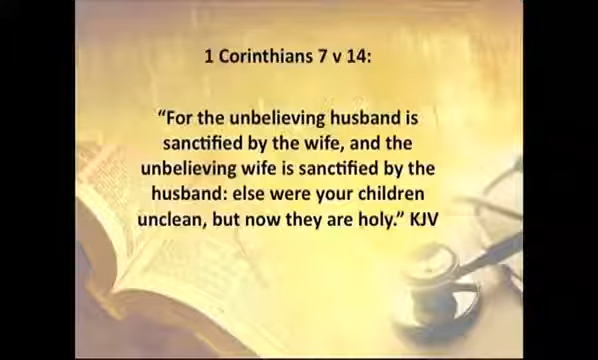 1 Corinthians 7 v 14:
“For the unbelieving husband is
sanctified by the wife, and the
unbelieving wife is sanctified by the
husband: else were your children
unclean, but now they are holy.” KJV